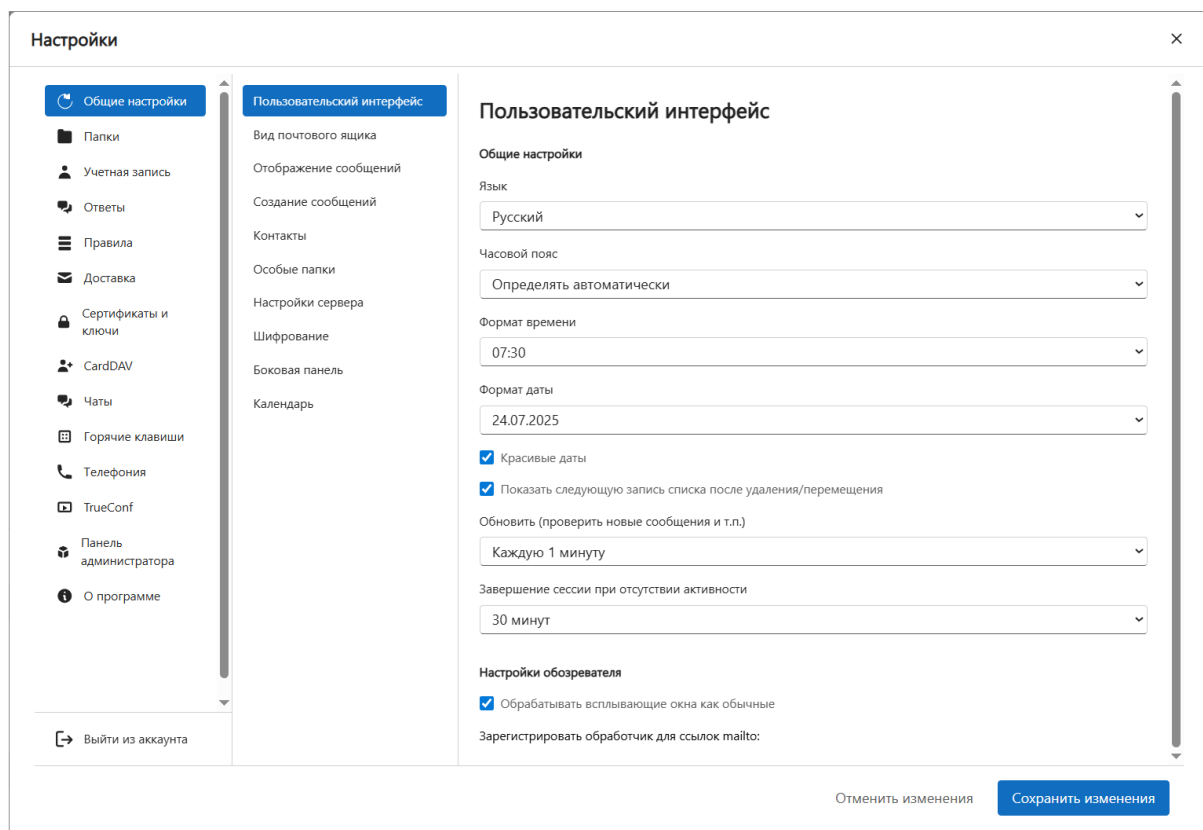 Настройки
Общие настройки
Папки
Учетная запись
Ответы
Правила
Доставка
Сертификаты и
ключи
CardDAV
Чаты
Горячие клавиши
Телефония
TrueConf
Панель
администратора
О программе
Выйти из аккаунта
Пользовательский интерфейс
Вид почтового ящика
Отображение сообщений
Создание сообщений
Контакты
Особые папки
Настройки сервера
Шифрование
Боковая панель
Календарь
Пользовательский интерфейс
Общие настройки
Язык
Русский
Часовой пояс
Определять автоматически
Формат времени
07:30
Формат даты
24.07.2025
Красивые даты
Показать следующую запись списка после удаления/перемещения
Обновить (проверить новые сообщения и т.п.)
Каждую 1 минуту
Завершение сессии при отсутствии активности
30 минут
Настройки обозревателя
Обрабатывать всплывающие окна как обычные
Зарегистрировать обработчик для ссылок mailto:
Отменить изменения
Сохранить изменения